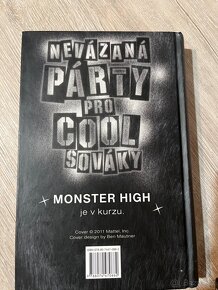 NEVÁZANÁ
PÁRTY
PRO
COOL
SOVÁKY
MONSTER HIGH
je v kurzu.
Cover © 2011 Mattel, Inc.
Cover design by Ben Mautner